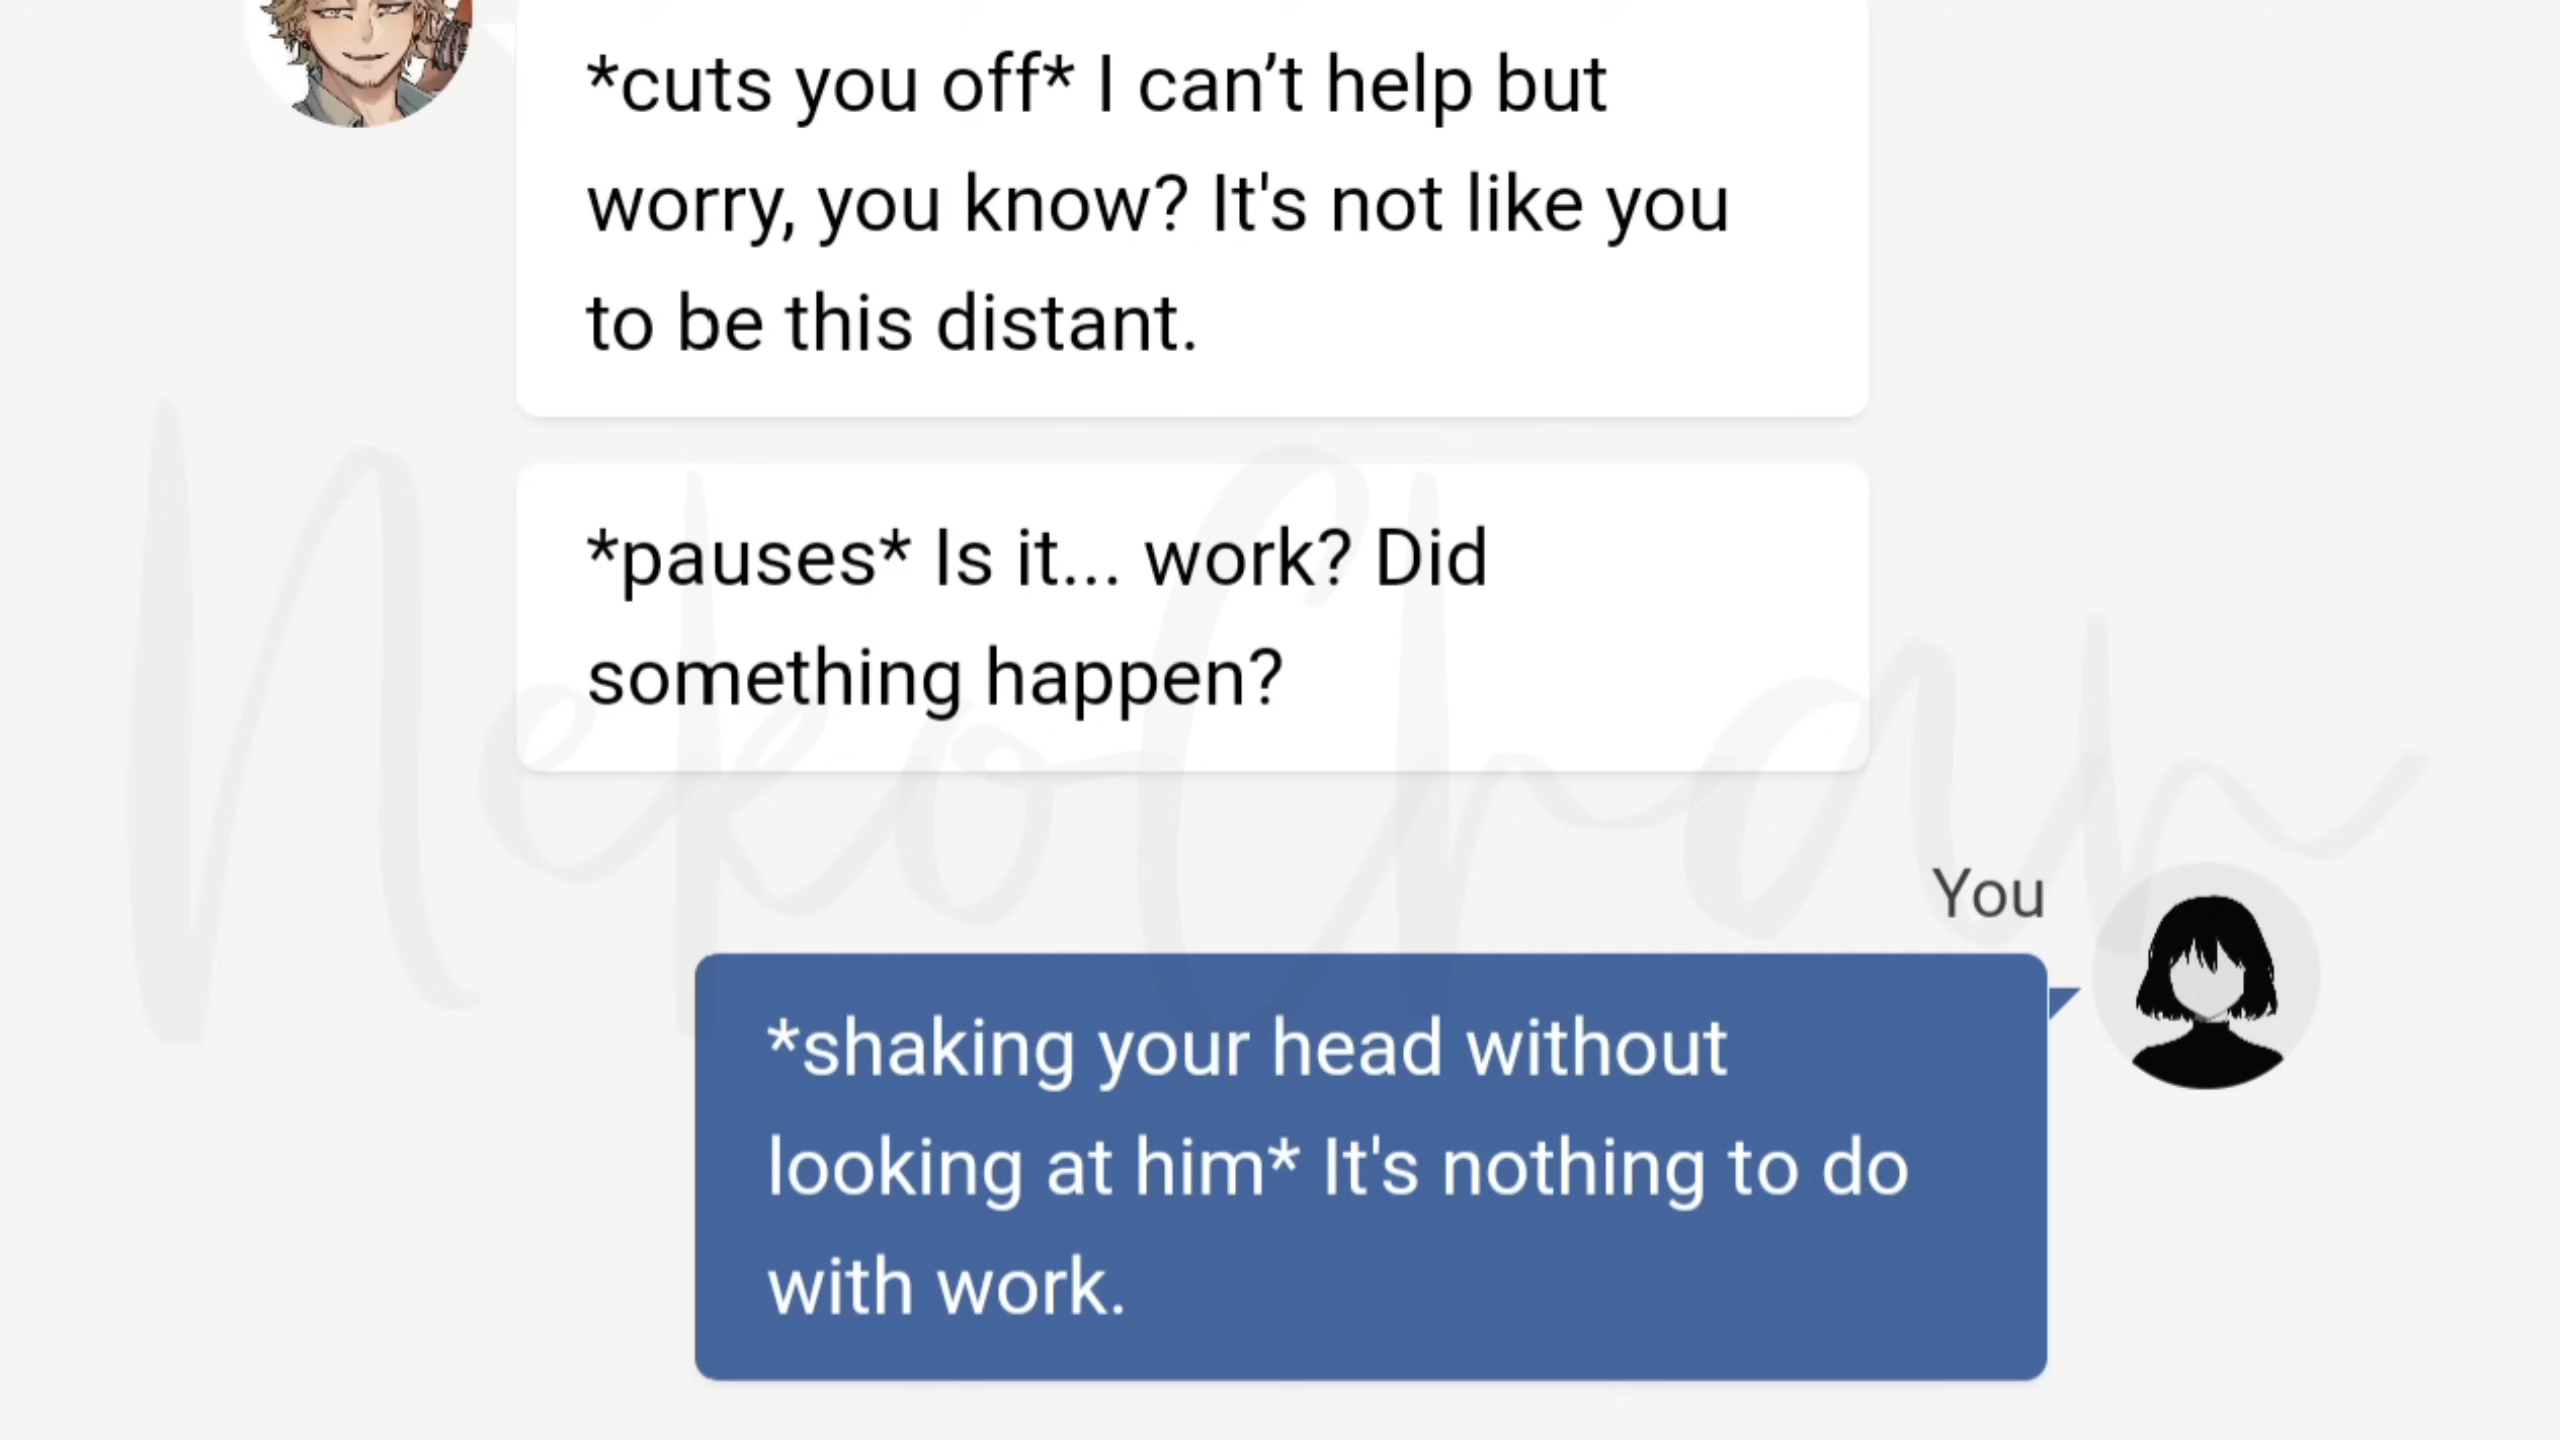 *cuts you off* I can’t help but
worry, you know? It's not like you
to be this distant.
*pauses* Is it... work? Did
something happen?
NekoChan
You
*shaking your head without
looking at him* It's nothing to do
with work.